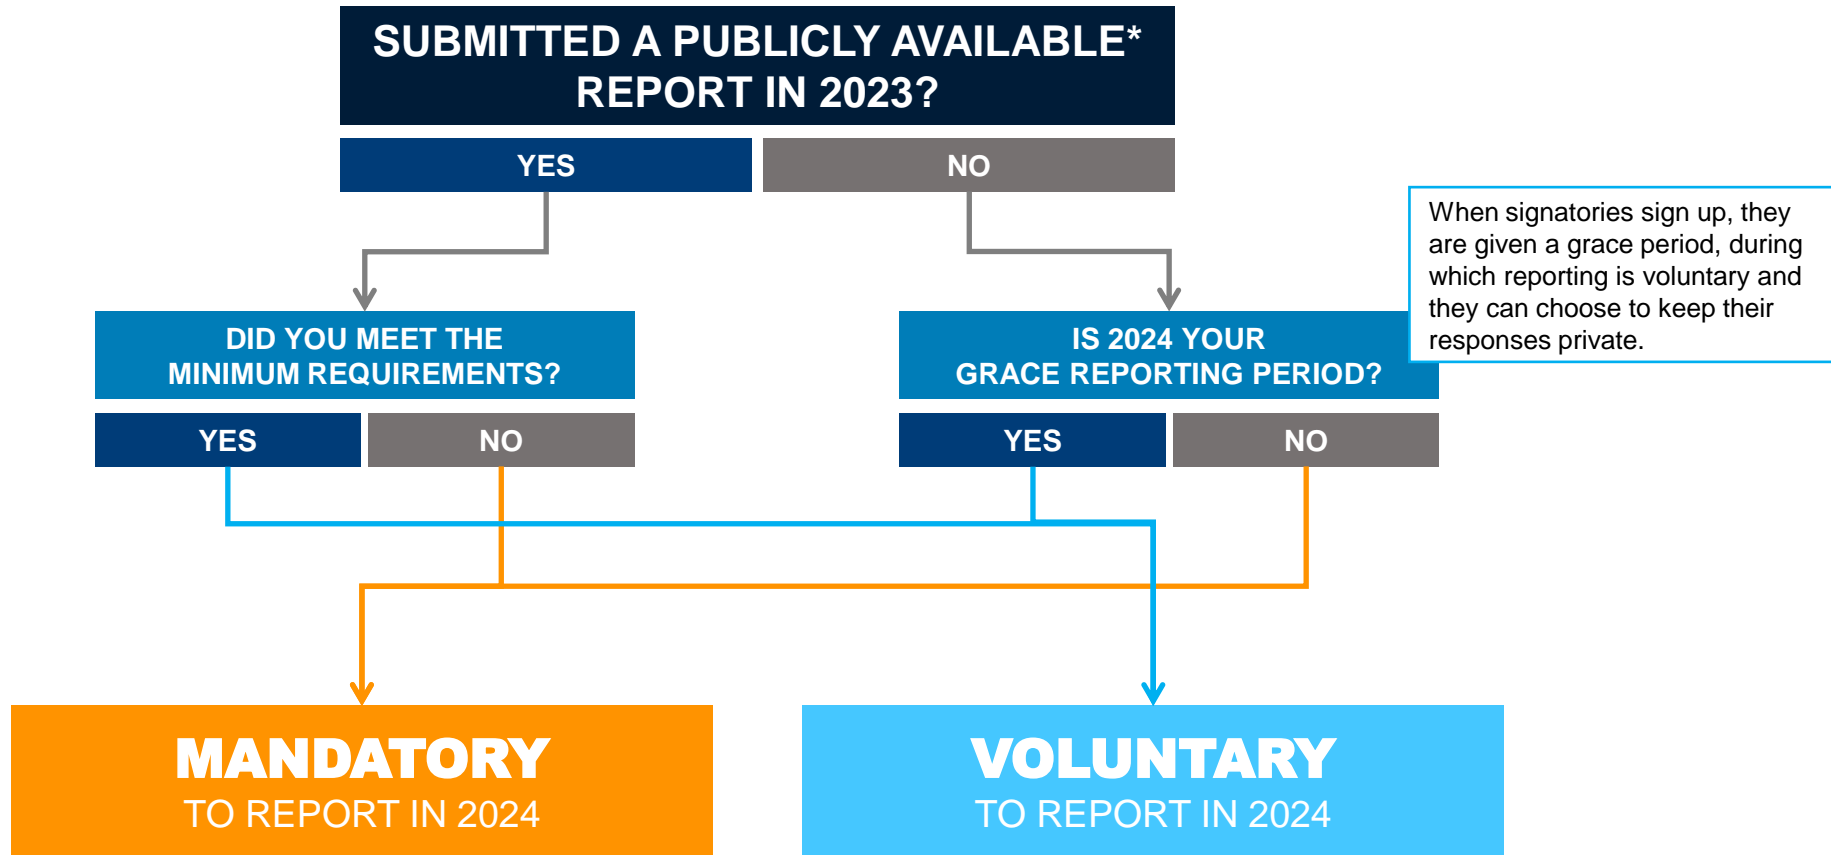 SUBMITTED A PUBLICLY AVAILABLE*
REPORT IN 2023?
YES
NO
When signatories sign up, they
are given a grace period, during
which reporting is voluntary and
they can choose to keep their
responses private.
DID YOU MEET THE
MINIMUM REQUIREMENTS?
YES
NO
IS 2024 YOUR
GRACE REPORTING PERIOD?
YES
NO
MANDATORY
TO REPORT IN 2024
VOLUNTARY
TO REPORT IN 2024